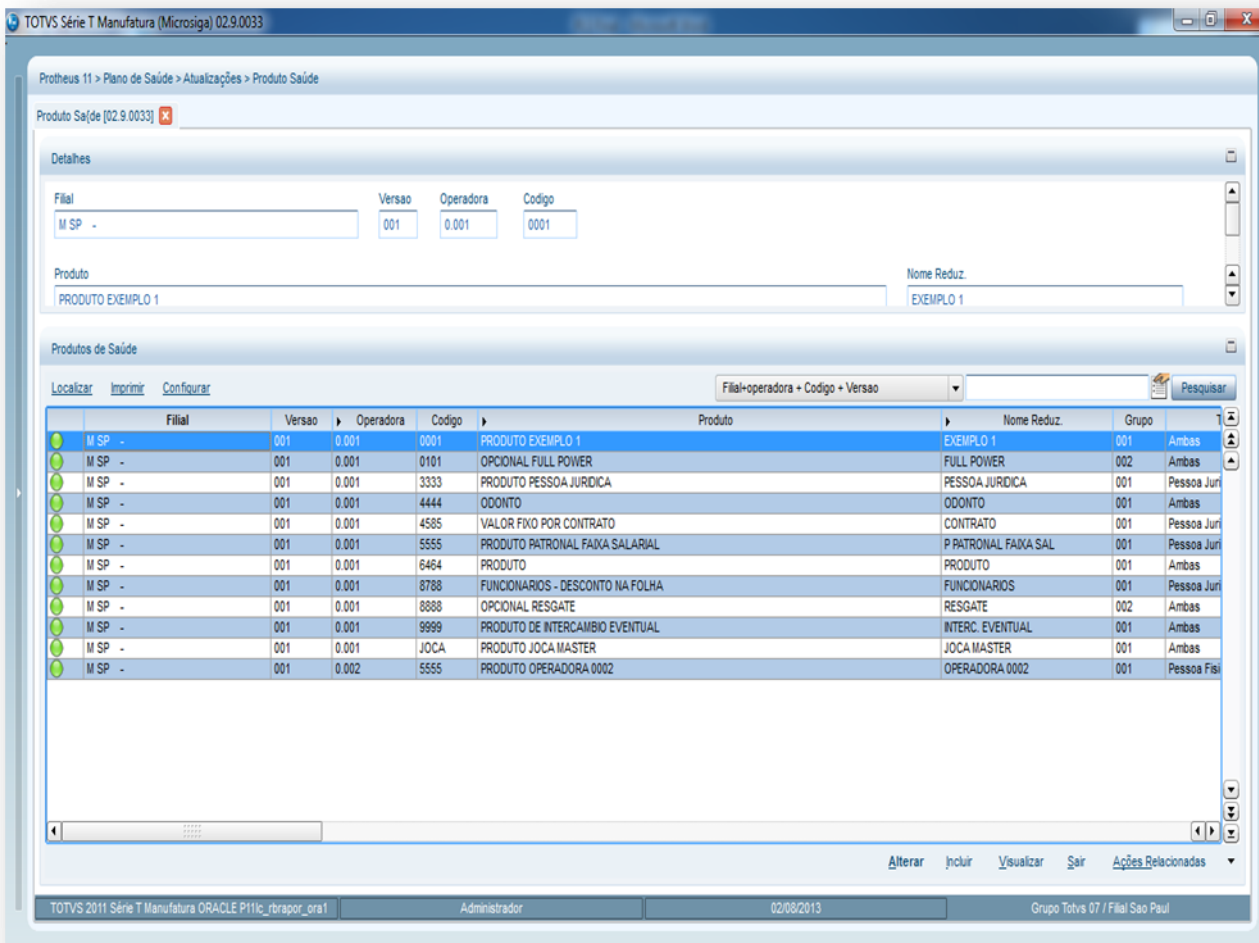 TOTVS Série T Manufatura (Microsiga) 02.9.0033
Protheus 11 > Plano de Saúde > Atualizações > Produto Saúde
Produto Sa{de [02.9.0033]
Detalhes
Filial Versao Operadora Codigo
M SP - 001 0.001 0001
Produto Nome Reduz.
PRODUTO EXEMPLO 1 EXEMPLO 1
Produtos de Saúde
Localizar Imprimir Configurar Filial+operadora + Codigo + Versao Pesquisar
Filial Versao Operadora Codigo Produto Nome Reduz. Grupo T
M SP - 001 0.001 0001 PRODUTO EXEMPLO 1 EXEMPLO 1 001 Ambas
M SP - 001 0.001 0101 OPCIONAL FULL POWER FULL POWER 002 Ambas
M SP - 001 0.001 3333 PRODUTO PESSOA JURIDICA PESSOA JURIDICA 001 Pessoa Juri
M SP - 001 0.001 4444 ODONTO ODONTO 001 Ambas
M SP - 001 0.001 4585 VALOR FIXO POR CONTRATO CONTRATO 001 Pessoa Juri
M SP - 001 0.001 5555 PRODUTO PATRONAL FAIXA SALARIAL P PATRONAL FAIXA SAL 001 Pessoa Juri
M SP - 001 0.001 6464 PRODUTO PRODUTO 001 Ambas
M SP - 001 0.001 8788 FUNCIONARIOS - DESCONTO NA FOLHA FUNCIONARIOS 001 Pessoa Juri
M SP - 001 0.001 8888 OPCIONAL RESGATE RESGATE 002 Ambas
M SP - 001 0.001 9999 PRODUTO DE INTERCAMBIO EVENTUAL INTERC. EVENTUAL 001 Ambas
M SP - 001 0.001 JOCA PRODUTO JOCA MASTER JOCA MASTER 001 Ambas
M SP - 001 0.002 5555 PRODUTO OPERADORA 0002 OPERADORA 0002 001 Pessoa Fisi
Alterar Incluir Visualizar Sair Ações Relacionadas
TOTVS 2011 Série T Manufatura ORACLE P11lc_rbrapor_ora1 Administrador 02/08/2013 Grupo Totvs 07 / Filial Sao Paul